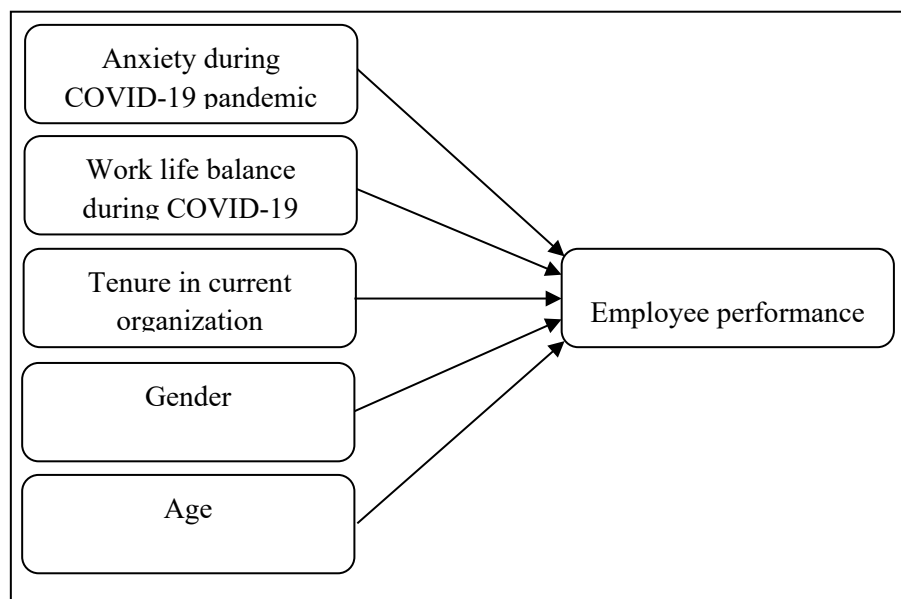 Anxiety during
COVID-19 pandemic
Work life balance
during COVID-19
Tenure in current
organization
Employee performance
Gender
Age